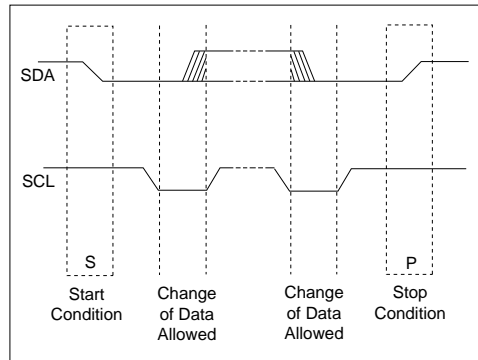 SDA
SCL
S
P
Start
Condition
Change
of Data
Allowed
Change
of Data
Allowed
Stop
Condition